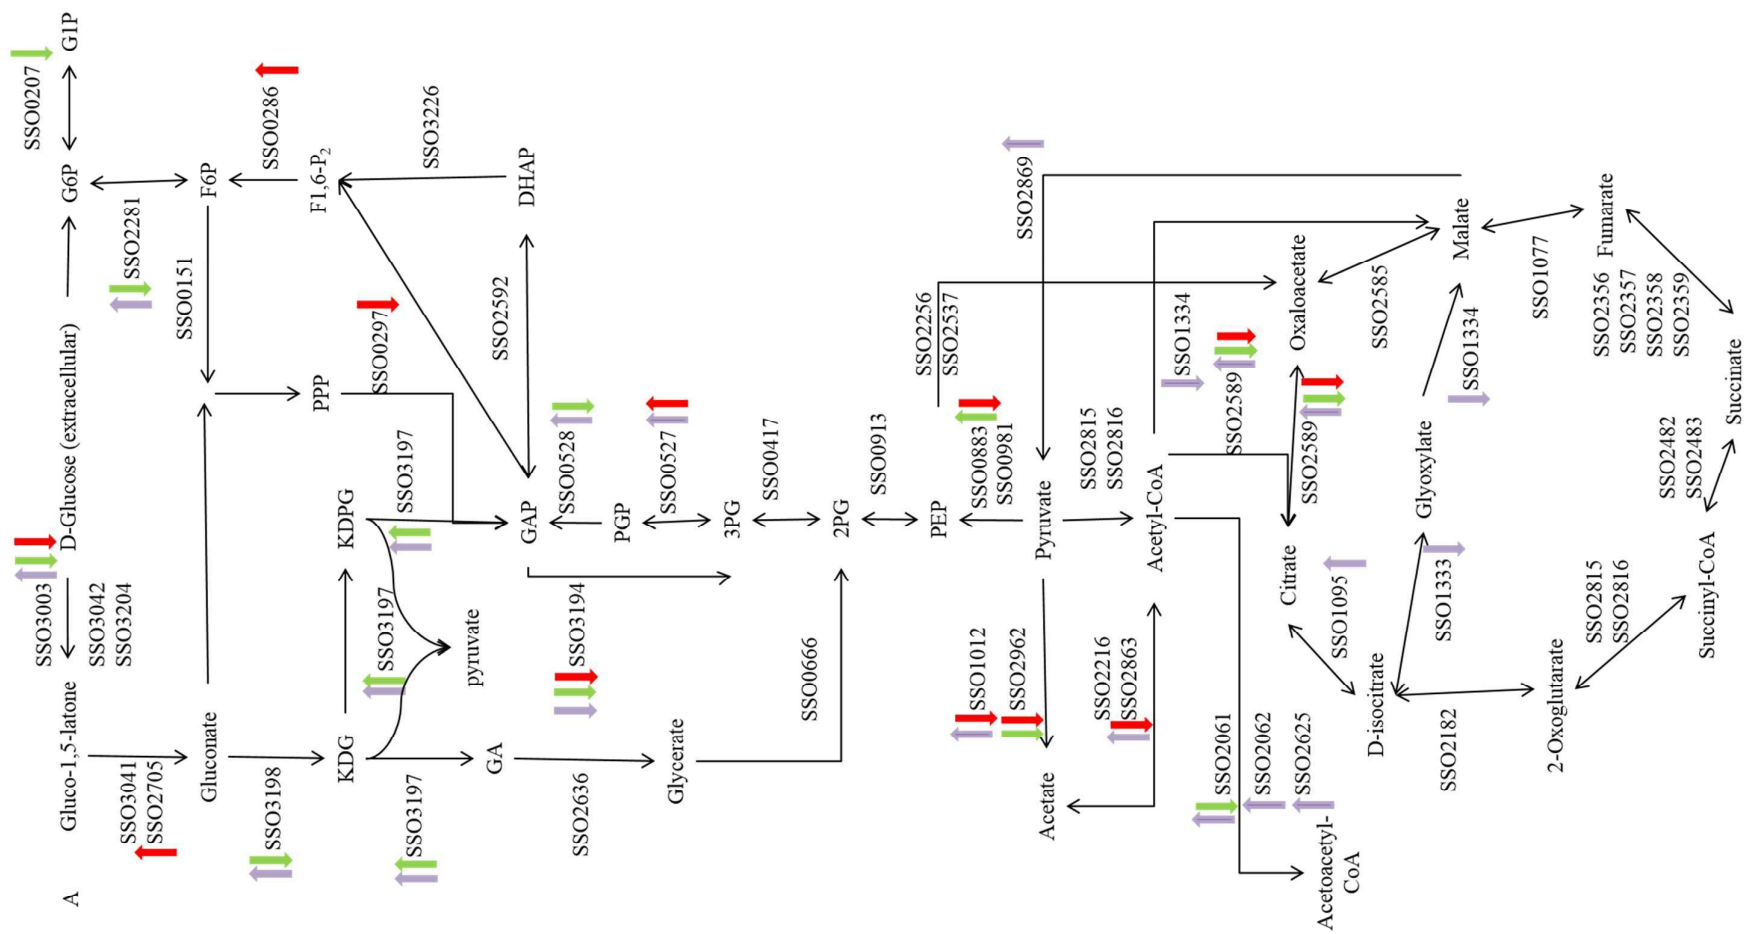 A
Gluco-1,5-latone
SSO3003
SSO3042
SSO3204
D-Glucose (extracellular)
G6P
SSO0207
G1P
SSO3041
SSO2705
Gluconate
SSO0151
SSO2281
F6P
SSO0286
SSO3198
KDG
KDPG
PPP
SSO0297
F1,6-P2
SSO3226
SSO3197
SSO3197
SSO3197
pyruvate
GA
GAP
SSO2592
DHAP
SSO2636
SSO3194
SSO0528
Glycerate
PGP
SSO0527
3PG
SSO0417
SSO0666
2PG
SSO0913
PEP
SSO2256
SSO2537
SSO1012
SSO2962
SSO0883
SSO0981
SSO2869
Acetate
Pyruvate
SSO2216
SSO2863
SSO2815
SSO2816
Acetyl-CoA
SSO1334
SSO2061
SSO2062
SSO2625
SSO2589
Citrate
SSO2589
Oxaloacetate
Acetoacetyl-
CoA
SSO1095
D-isocitrate
SSO2585
SSO1333
Glyoxylate
SSO1334
Malate
SSO2182
SSO1077
2-Oxoglutarate
SSO2815
SSO2816
Fumarate
SSO2356
SSO2357
SSO2358
SSO2359
SSO2482
SSO2483
Succinyl-CoA
Succinate